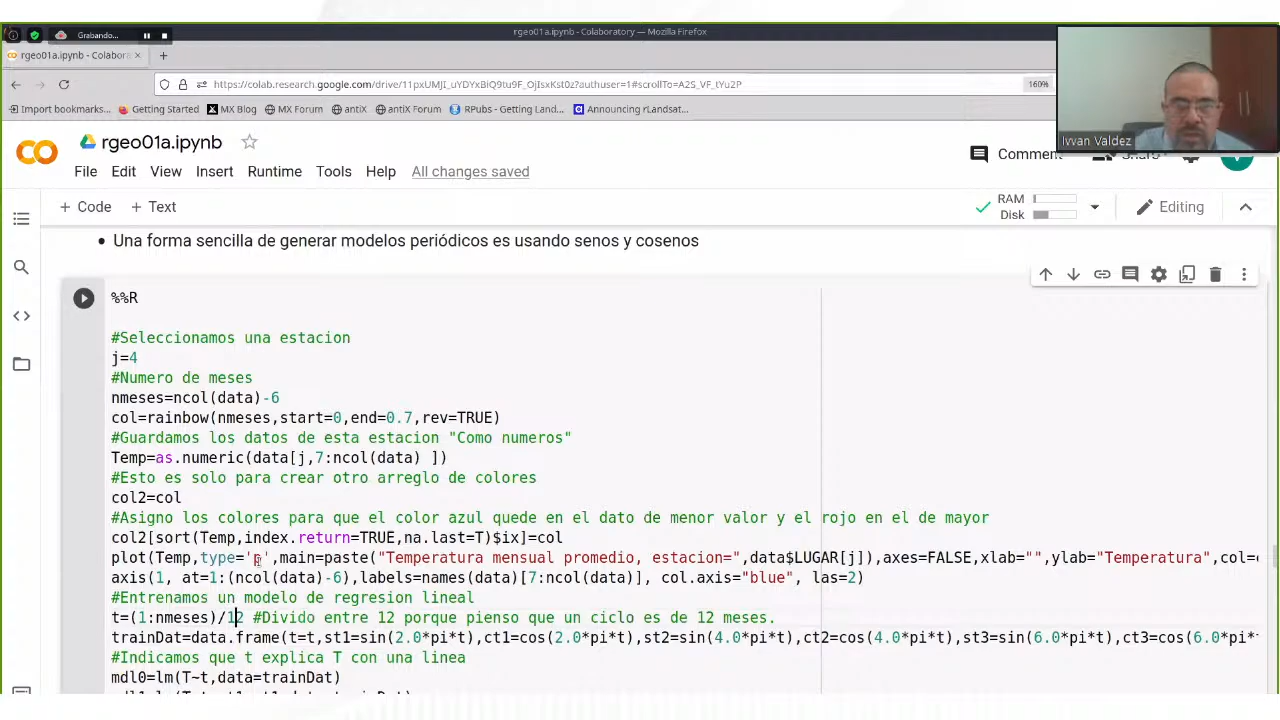 Grabando...
rgeo01a.ipynb - Colaboratory — Mozilla Firefox
rgeo01a.ipynb - Colabora
https://colab.research.google.com/drive/11pxUMJI_uYDYxBiQ9tu9F_OjIsxKst0z?authuser=1#scrollTo=A2S_VF_tYu2P
160%
Import bookmarks...
Getting Started
MX Blog
MX Forum
antiX
antiX Forum
RPubs - Getting Land...
Announcing rLandsat...
Ivvan Valdez
rgeo01a.ipynb
Comment
File Edit View Insert Runtime Tools Help All changes saved
+ Code + Text
RAM
Disk
Editing
• Una forma sencilla de generar modelos periódicos es usando senos y cosenos
%%R
#Seleccionamos una estacion
j=4
#Numero de meses
nmeses=ncol(data)-6
col=rainbow(nmeses,start=0,end=0.7,rev=TRUE)
#Guardamos los datos de esta estacion "Como numeros"
Temp=as.numeric(data[j,7:ncol(data) ])
#Esto es solo para crear otro arreglo de colores
col2=col
#Asigno los colores para que el color azul quede en el dato de menor valor y el rojo en el de mayor
col2[sort(Temp,index.return=TRUE,na.last=T)$ix]=col
plot(Temp,type='p',main=paste("Temperatura mensual promedio, estacion=",data$LUGAR[j]),axes=FALSE,xlab="",ylab="Temperatura",col=c
axis(1, at=1:(ncol(data)-6),labels=names(data)[7:ncol(data)], col.axis="blue", las=2)
#Entrenamos un modelo de regresion lineal
t=(1:nmeses)/12 #Divido entre 12 porque pienso que un ciclo es de 12 meses.
trainDat=data.frame(t=t,st1=sin(2.0*pi*t),ct1=cos(2.0*pi*t),st2=sin(4.0*pi*t),ct2=cos(4.0*pi*t),st3=sin(6.0*pi*t),ct3=cos(6.0*pi*t
#Indicamos que t explica T con una linea
mdl0=lm(T~t,data=trainDat)